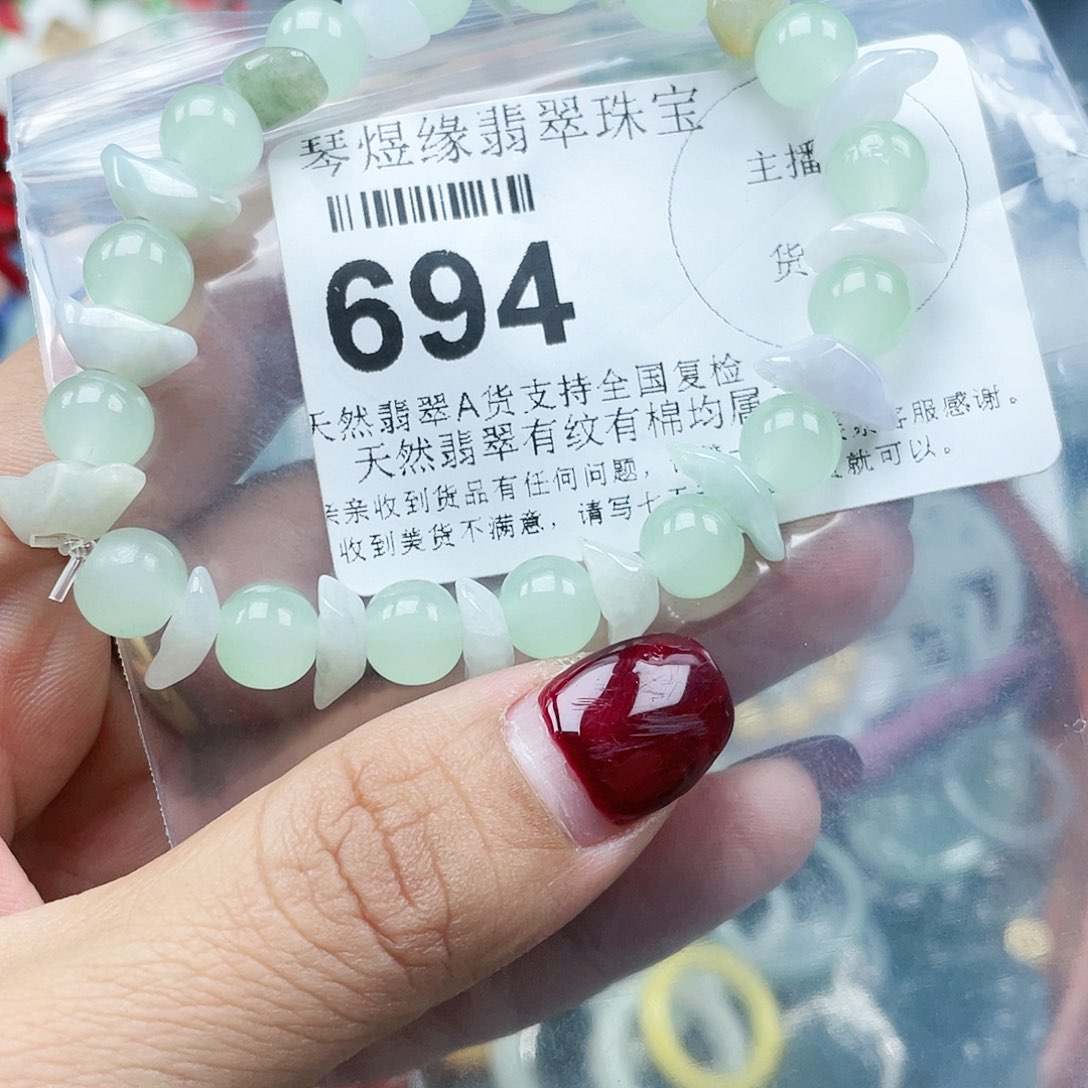 琴煜缘翡翠珠宝
主播
货
694
天然翡翠A货支持全国复检
天然翡翠有纹有棉均属
亲收到货品有任何问题，客服感谢。
收到美货不满意，请写十就可以。